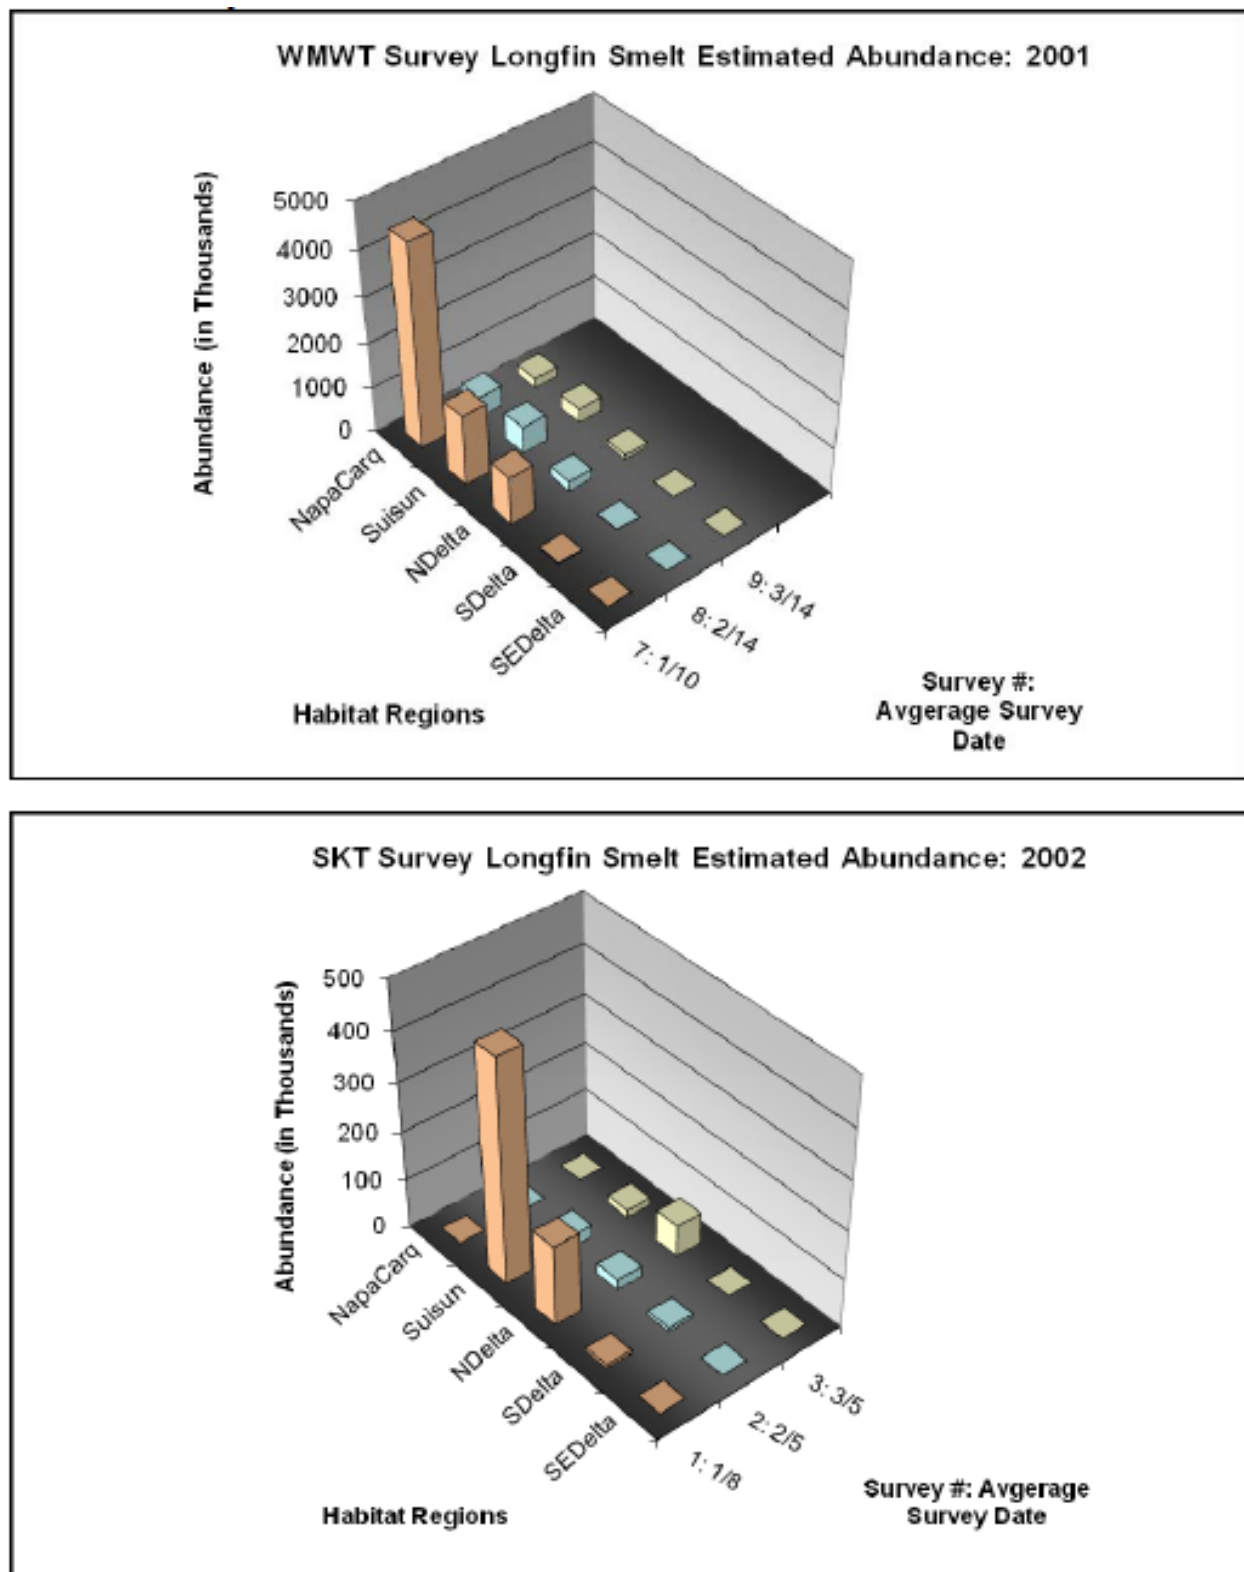 WMWT Survey Longfin Smelt Estimated Abundance: 2001
Abundance (in Thousands)
5000
4000
3000
2000
1000
0
NapaCarq
Suisun
NDelta
SDelta
SEDelta
7: 1/10
8: 2/14
9: 3/14
Habitat Regions
Survey #:
Avgerage Survey
Date
SKT Survey Longfin Smelt Estimated Abundance: 2002
Abundance (in Thousands)
500
400
300
200
100
0
NapaCarq
Suisun
NDelta
SDelta
SEDelta
1: 1/8
2: 2/5
3: 3/5
Habitat Regions
Survey #: Avgerage
Survey Date